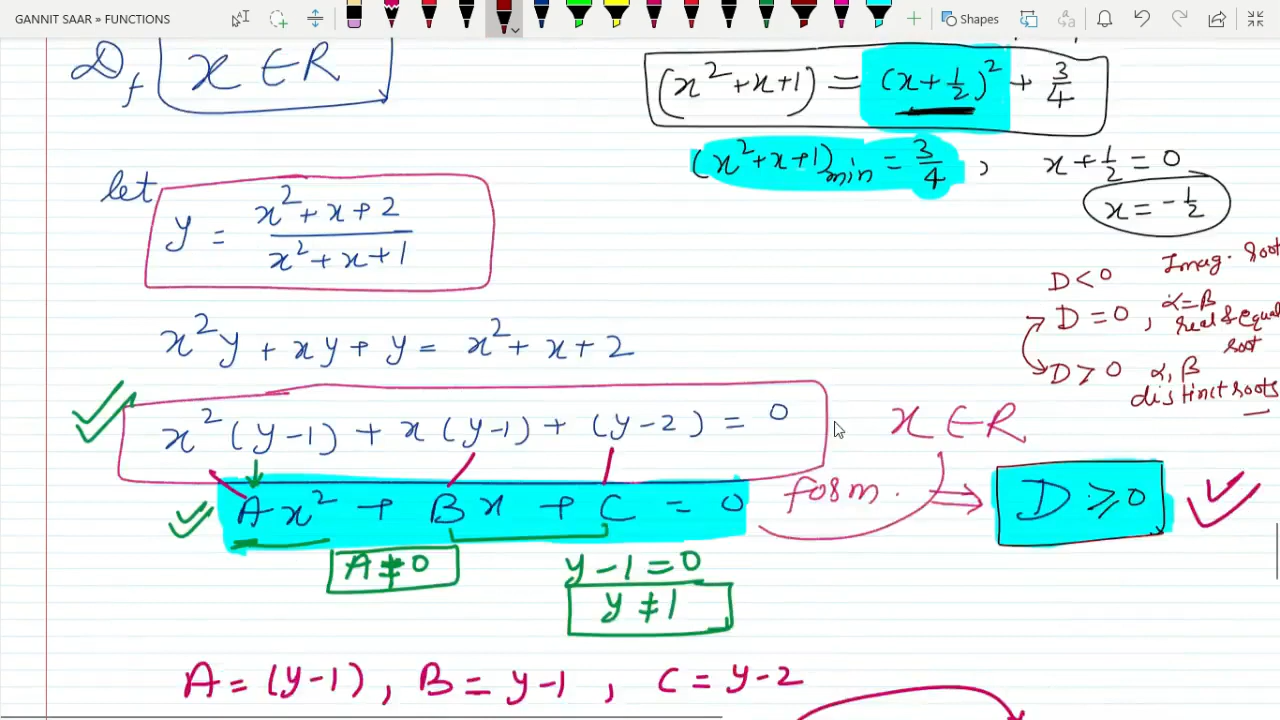 GANNIT SAAR » FUNCTIONS
Shapes
D_f x ∈ R
(x² + x + 1) = (x + 1/2)² + 3/4
(x² + x + 1)min = 3/4 , x + 1/2 = 0
x = -1/2
let
y = (x² + x + 2)/(x² + x + 1)
D < 0 Imag. root
D = 0 , α = β real & equal root
D > 0 α, β distinct roots
x²y + xy + y = x² + x + 2
x²(y-1) + x(y-1) + (y-2) = 0 x ∈ R
Ax² + Bx + C = 0 form. ⇒ D ≥ 0
A ≠ 0 y - 1 = 0
y ≠ 1
A = (y-1) , B = y-1 , C = y-2